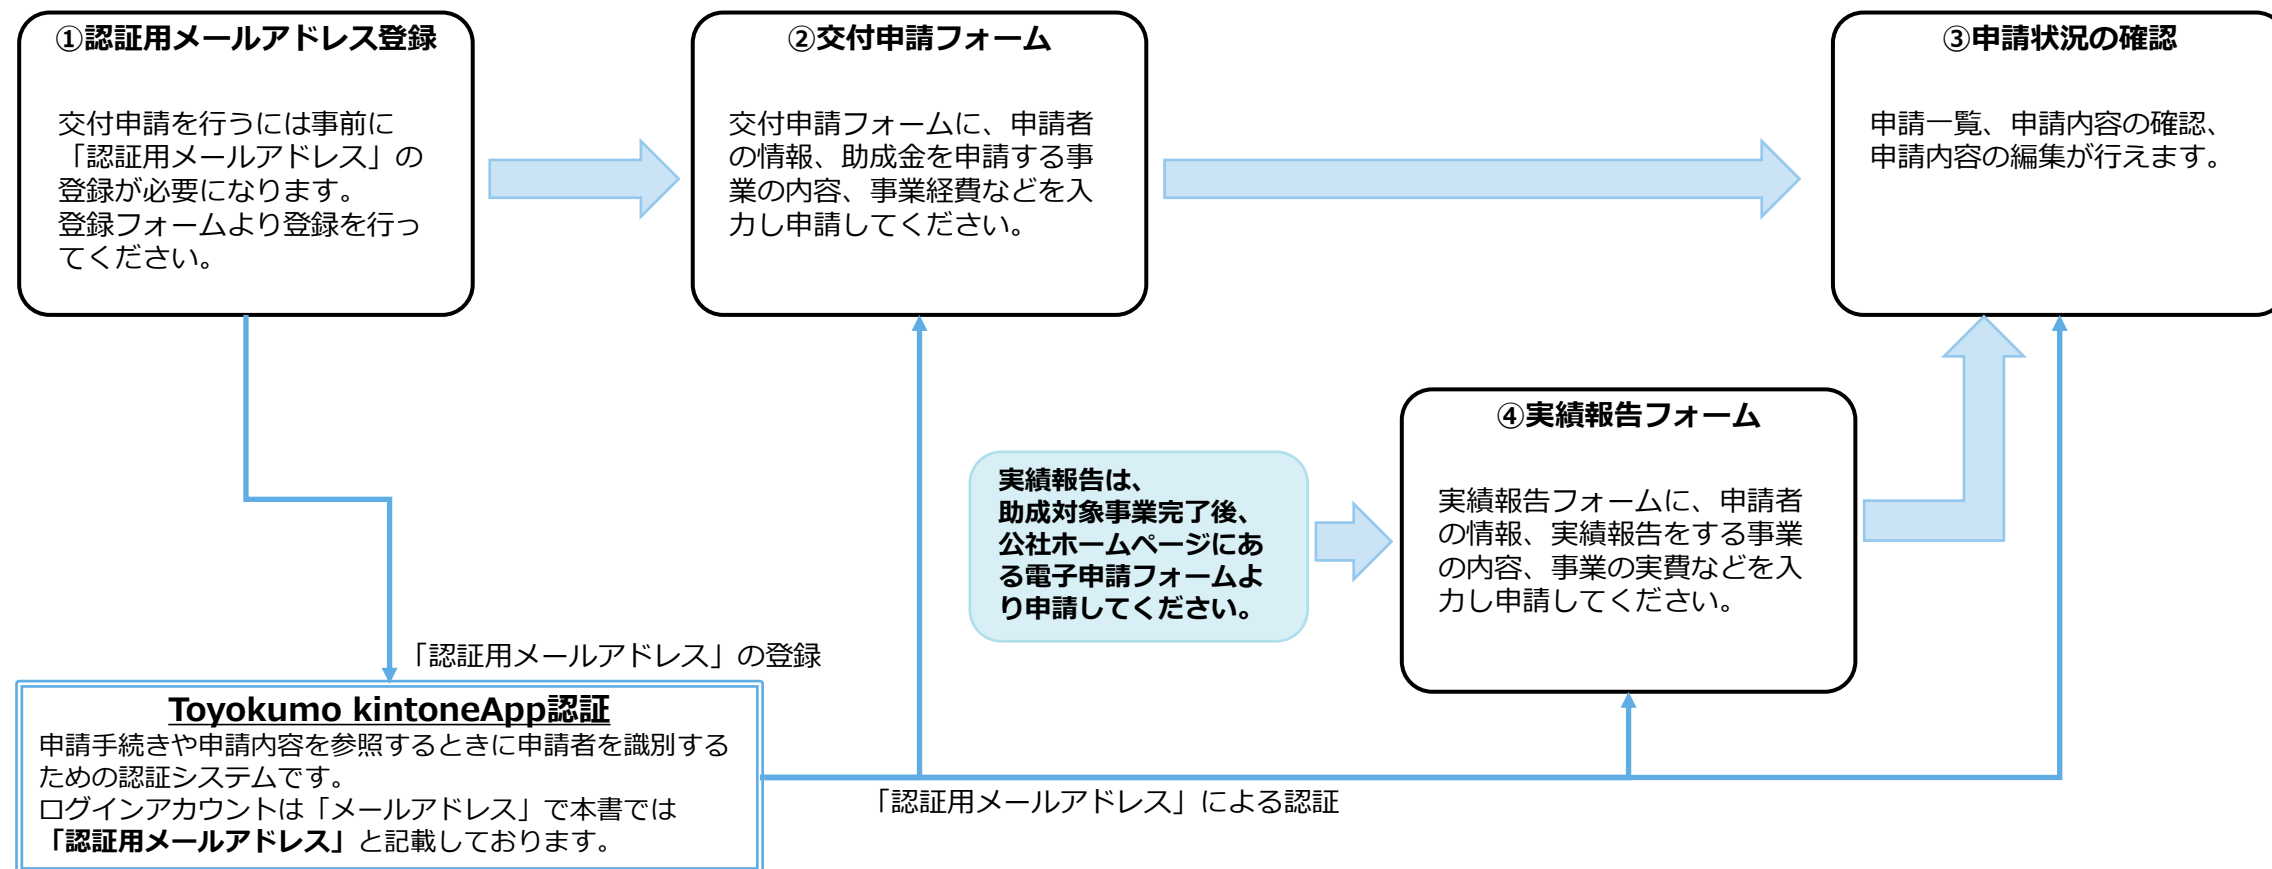 ①認証用メールアドレス登録
交付申請を行うには事前に
「認証用メールアドレス」の
登録が必要になります。
登録フォームより登録を行っ
てください。
②交付申請フォーム
交付申請フォームに、申請者
の情報、助成金を申請する事
業の内容、事業経費などを入
力し申請してください。
③申請状況の確認
申請一覧、申請内容の確認、
申請内容の編集が行えます。
実績報告は、
助成対象事業完了後、
公社ホームページにあ
る電子申請フォームよ
り申請してください。
④実績報告フォーム
実績報告フォームに、申請者
の情報、実績報告をする事業
の内容、事業の実費などを入
力し申請してください。
「認証用メールアドレス」の登録
Toyokumo kintoneApp認証
申請手続きや申請内容を参照するときに申請者を識別する
ための認証システムです。
ログインアカウントは「メールアドレス」で本書では
「認証用メールアドレス」と記載しております。
「認証用メールアドレス」による認証